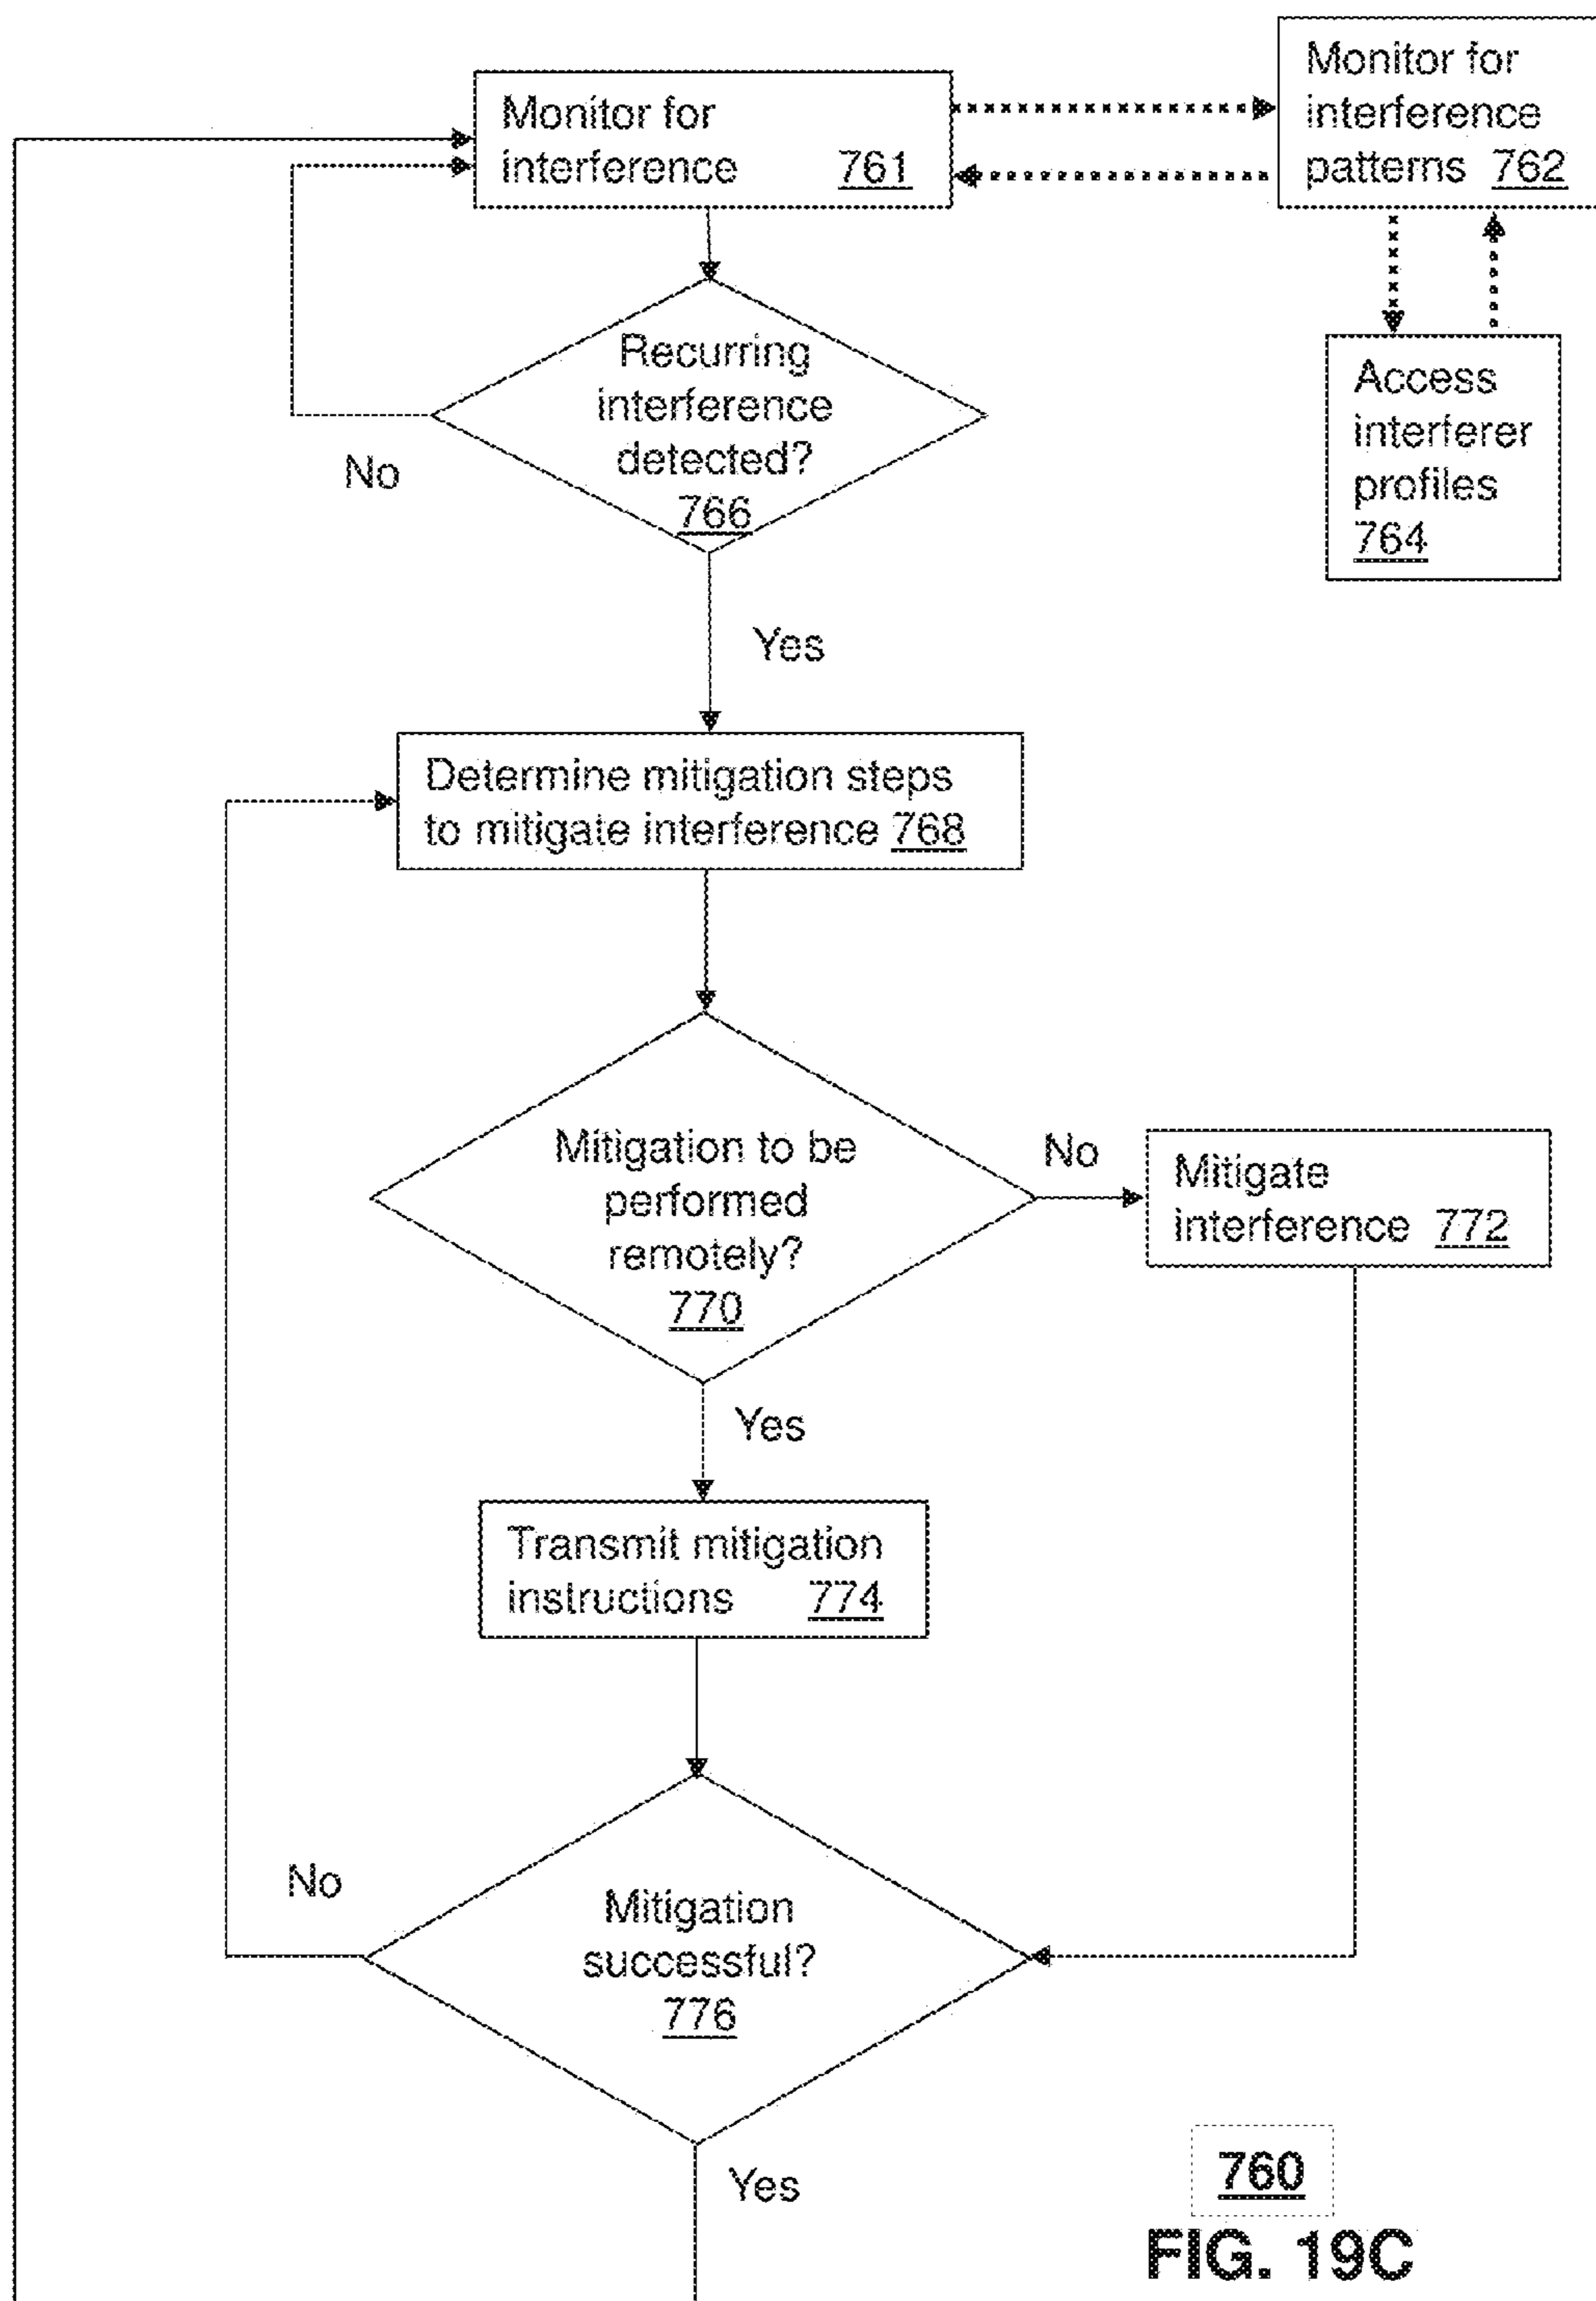 Monitor for
interference 761
Monitor for
interference
patterns 762
Recurring
interference
detected?
766
No
Access
interferer
profiles
764
Yes
Determine mitigation steps
to mitigate interference 768
Mitigation to be
performed
remotely?
770
No
Mitigate
interference 772
Yes
Transmit mitigation
instructions 774
No
Mitigation
successful?
776
Yes
760
FIG. 19C